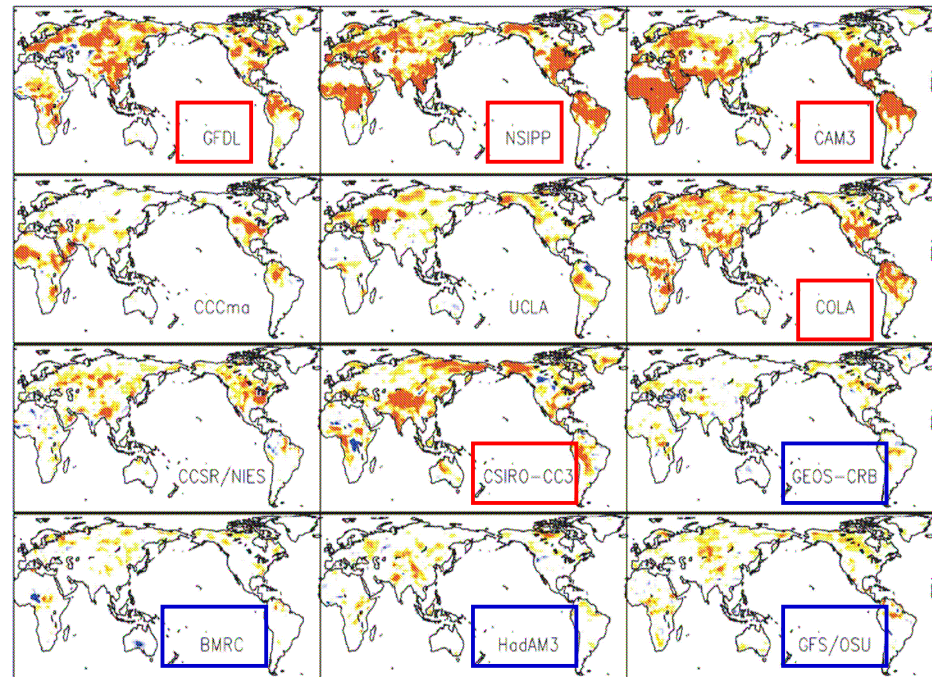 GFDL
NSIPP
CAM3
CCCma
UCLA
COLA
CCSR/NIES
CSIRO-CC3
GEOS-CRB
BMRC
HadAM3
GFS/OSU